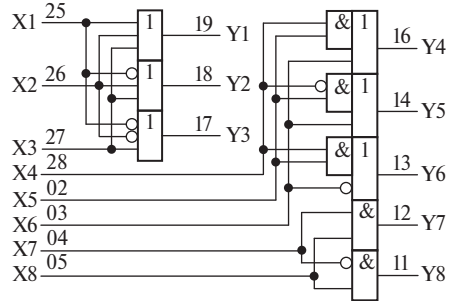 X1 25
X2 26
X3 27
X4 28
X5 02
X6 03
X7 04
X8 05
1 19 Y1
1 18 Y2
1 17 Y3
& 1 16 Y4
& 1 14 Y5
& 1 13 Y6
& 12 Y7
& 11 Y8